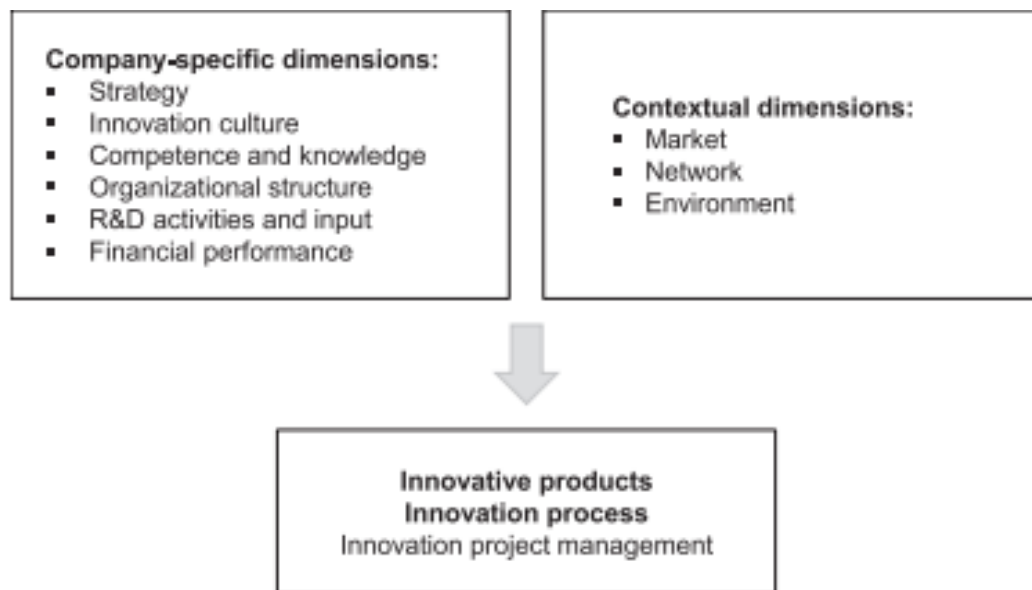 Company-specific dimensions:
▪ Strategy
▪ Innovation culture
▪ Competence and knowledge
▪ Organizational structure
▪ R&D activities and input
▪ Financial performance
Contextual dimensions:
▪ Market
▪ Network
▪ Environment
Innovative products
Innovation process
Innovation project management